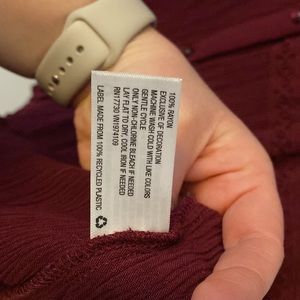 100% RAYON
EXCLUSIVE OF DECORATION
MACHINE WASH COLD WITH LIKE COLORS
GENTLE CYCLE
ONLY NON-CHLORINE BLEACH IF NEEDED
LAY FLAT TO DRY, COOL IRON IF NEEDED
RN17730 VN1974109
LABEL MADE FROM 100% RECYCLED PLASTIC